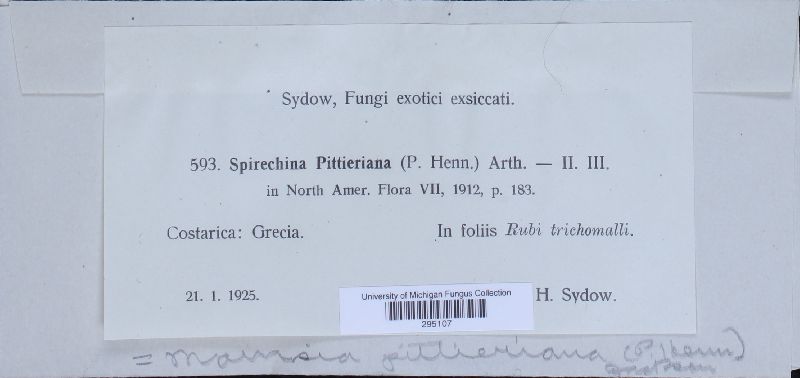 Sydow, Fungi exotici exsiccati.
593. Spirechina Pittieriana (P. Henn.) Arth. — II. III.
in North Amer. Flora VII, 1912, p. 183.
Costarica: Grecia.
In foliis Rubi trichomalli.
21. 1. 1925.
H. Sydow.
University of Michigan Fungus Collection
295107
= Mainsia pittieriana (P. Henn.)